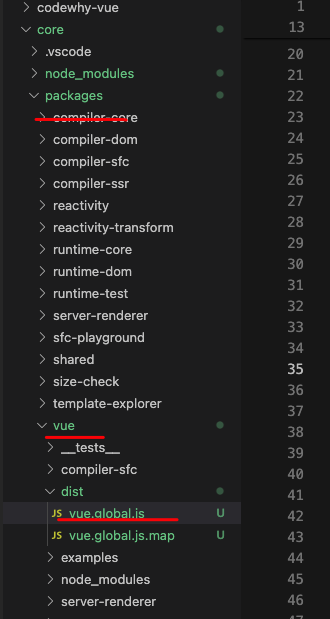 codewhy-vue
core
.vscode
node_modules
packages
compiler-core
compiler-dom
compiler-sfc
compiler-ssr
reactivity
reactivity-transform
runtime-core
runtime-dom
runtime-test
server-renderer
sfc-playground
shared
size-check
template-explorer
vue
__tests__
compiler-sfc
dist
JS vue.global.js U
JS vue.global.js.map U
examples
node_modules
server-renderer
1
13
20
21
22
23
24
25
26
27
28
29
30
31
32
33
34
35
36
37
38
39
40
41
42
43
44
45
46